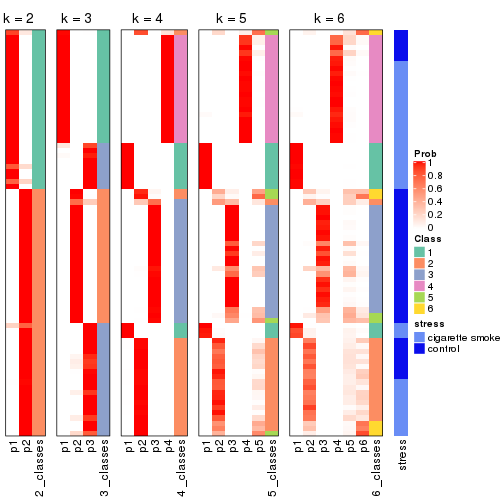 k = 2
k = 3
k = 4
k = 5
k = 6
Prob
1
0.8
0.6
0.4
0.2
0
Class
1
2
3
4
5
6
stress
cigarette smoke
control
p1
p2
2_classes
p1
p2
p3
3_classes
p1
p2
p3
p4
4_classes
p1
p2
p3
p4
p5
5_classes
p1
p2
p3
p4
p5
p6
6_classes
stress